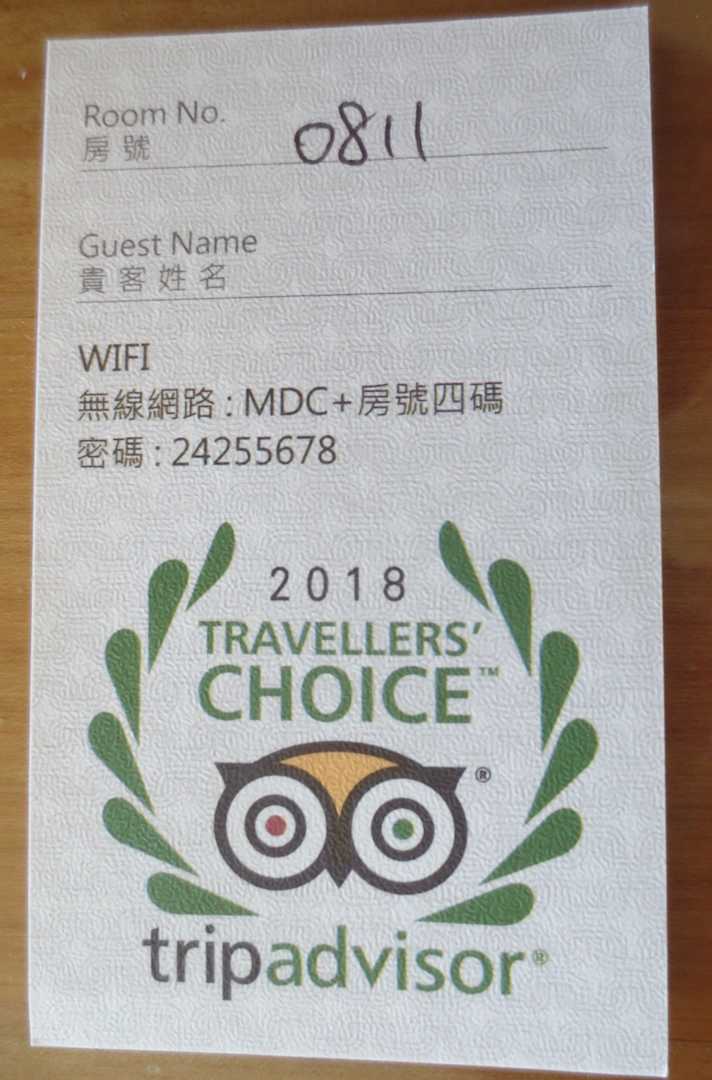 Room No. 0811
房號
Guest Name
貴客姓名
WIFI
無線網路 : MDC+房號四碼
密碼 : 24255678
2018
TRAVELLERS'
CHOICE™
®
tripadvisor®